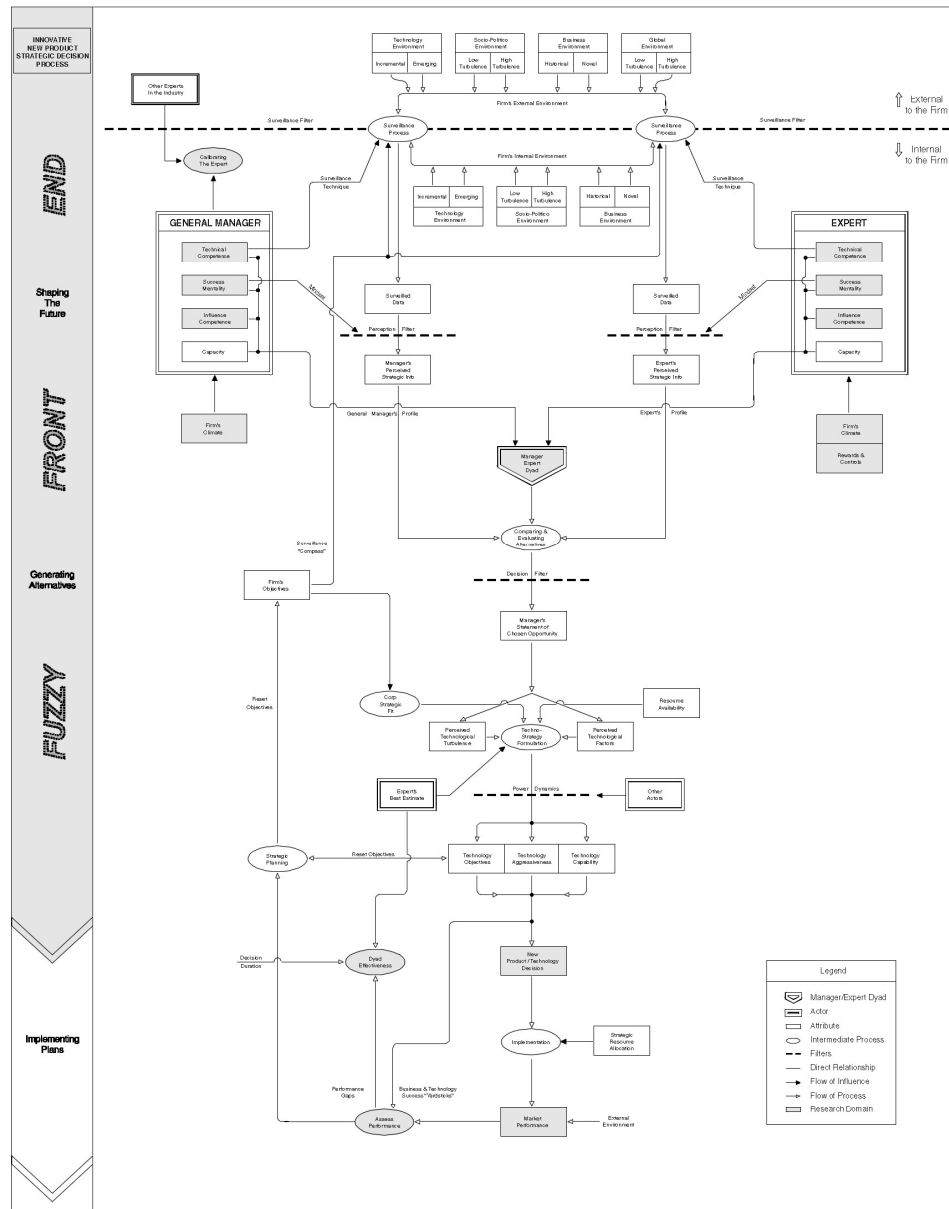 INNOVATIVE
NEW PRODUCT
STRATEGIC DECISION
PROCESS
Technology
Environment
Incremental
Emerging
Socio-Politico
Environment
Low
Turbulence
High
Turbulence
Business
Environment
Historical
Novel
Global
Environment
Low
Turbulence
High
Turbulence
Other Experts
In the Industry
Firm's External Environment
External
to the Firm
Surveillance Filter
Surveillance
Process
Surveillance
Process
Surveillance Filter
Internal
to the Firm
Calibrating
The Expert
Firm's Internal Environment
Surveillance
Technique
Surveillance
Technique
Incremental
Emerging
Technology
Environment
Low
Turbulence
High
Turbulence
Socio-Politico
Environment
Historical
Novel
Business
Environment
END
GENERAL MANAGER
Technical
Competence
Success
Mentality
Influence
Competence
Capacity
EXPERT
Technical
Competence
Success
Mentality
Influence
Competence
Capacity
Shaping
The
Future
Mindset
Mindset
Surveilled
Data
Surveilled
Data
Perception Filter
Perception Filter
Manager's
Perceived
Strategic Info
Expert's
Perceived
Strategic Info
General Manager's Profile
Expert's Profile
Firm's
Climate
Firm's
Climate
Rewards &
Controls
FRONT
Manager
Expert
Dyad
Comparing &
Evaluating
Alternatives
Surveillance
"Compass"
Generating
Alternatives
Firm's
Objectives
Decision Filter
Manager's
Statement of
Chosen Opportunity
FUZZY
Reset
Objectives
Corp
Strategic
Fit
Resource
Availability
Perceived
Technological
Turbulence
Techno-
Strategy
Formulation
Perceived
Technological
Factors
Expert's
Best Estimate
Power Dynamics
Other
Actors
Strategic
Planning
Reset Objectives
Technology
Objectives
Technology
Aggressiveness
Technology
Capability
Decision
Duration
Dyad
Effectiveness
New
Product / Technology
Decision
Implementing
Plans
Implementation
Strategic
Resource
Allocation
Performance
Gaps
Business & Technology
Success "Yardsticks"
Assess
Performance
Market
Performance
External
Environment
Legend
Manager/Expert Dyad
Actor
Attribute
Intermediate Process
Filters
Direct Relationship
Flow of Influence
Flow of Process
Research Domain